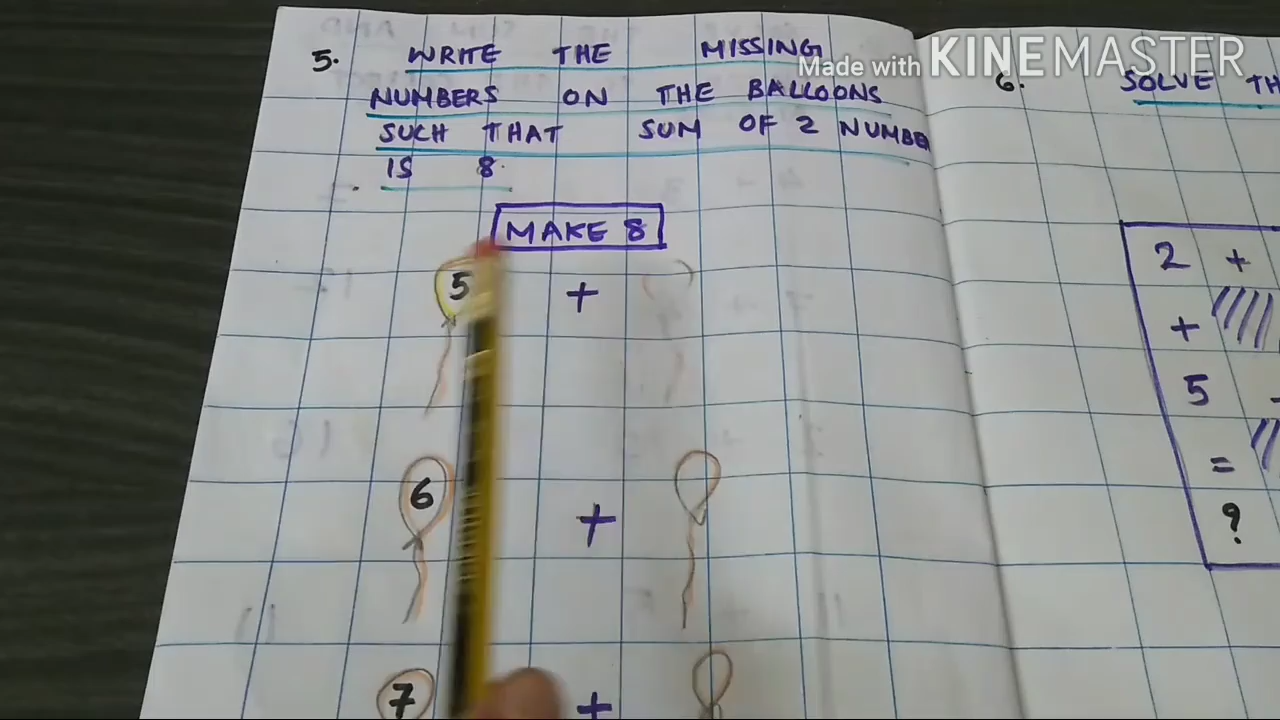 Made with KINEMASTER
5. WRITE THE MISSING
NUMBERS ON THE BALLOONS
SUCH THAT SUM OF 2 NUMBE
IS 8.
MAKE 8
5 +
6 +
7 +
6. SOLVE TH
2 +
+
5 -
=
?